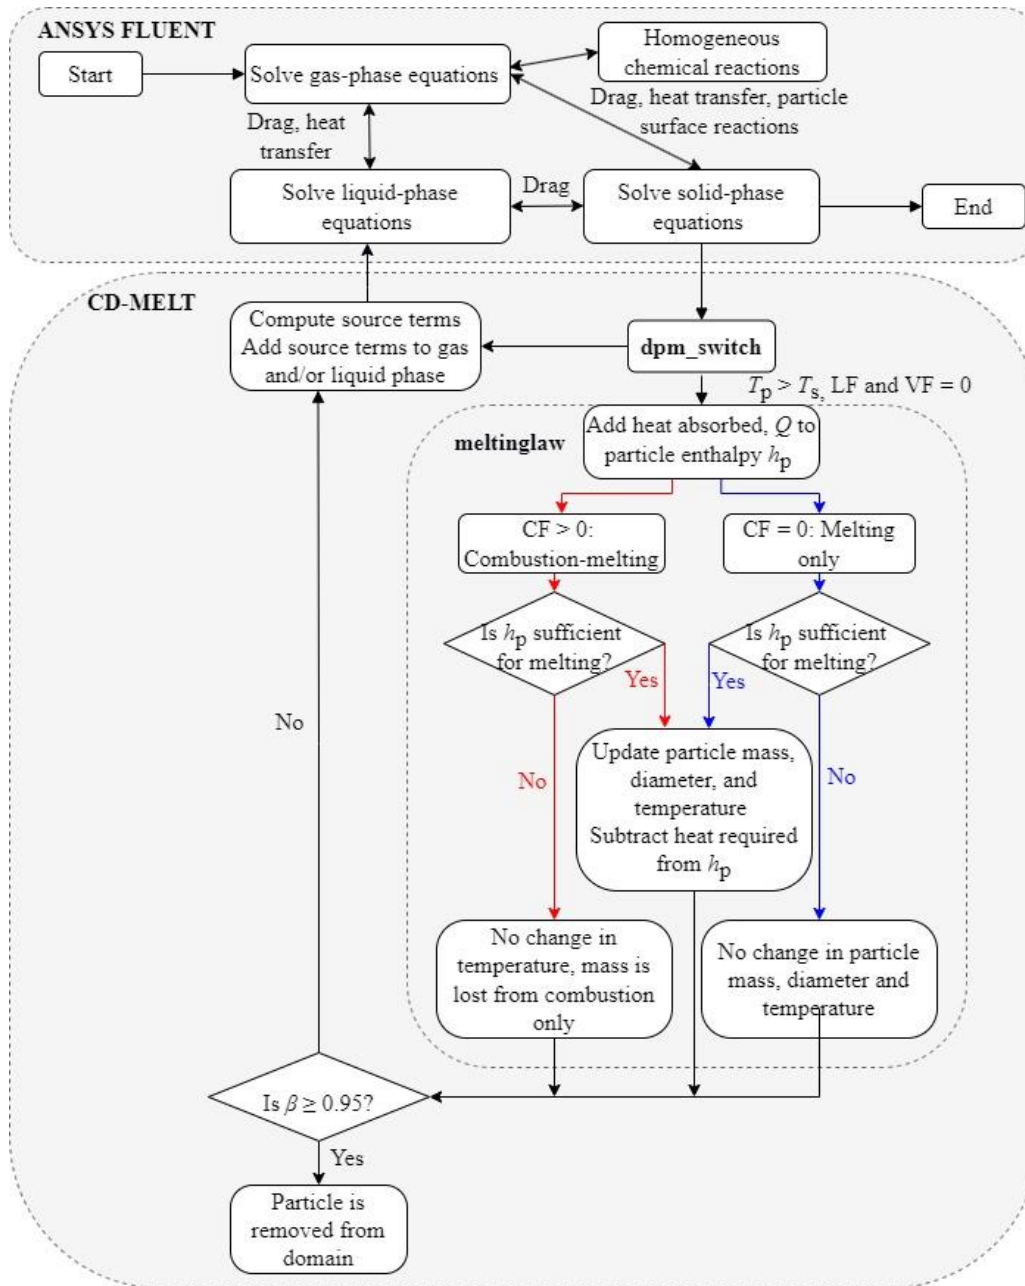 ANSYS FLUENT
Start
Solve gas-phase equations
Homogeneous
chemical reactions
Drag, heat transfer, particle
surface reactions
Drag, heat
transfer
Solve liquid-phase
equations
Drag
Solve solid-phase
equations
End
CD-MELT
Compute source terms
Add source terms to gas
and/or liquid phase
dpm_switch
Tp > Ts, LF and VF = 0
meltinglaw
Add heat absorbed, Q to
particle enthalpy hp
CF > 0:
Combustion-melting
CF = 0: Melting
only
Is hp sufficient
for melting?
Is hp sufficient
for melting?
Yes
Yes
No
Update particle mass,
diameter, and
temperature
Subtract heat required
from hp
No
No
No change in
temperature, mass is
lost from combustion
only
No change in particle
mass, diameter and
temperature
Is β ≥ 0.95?
Yes
Particle is
removed from
domain